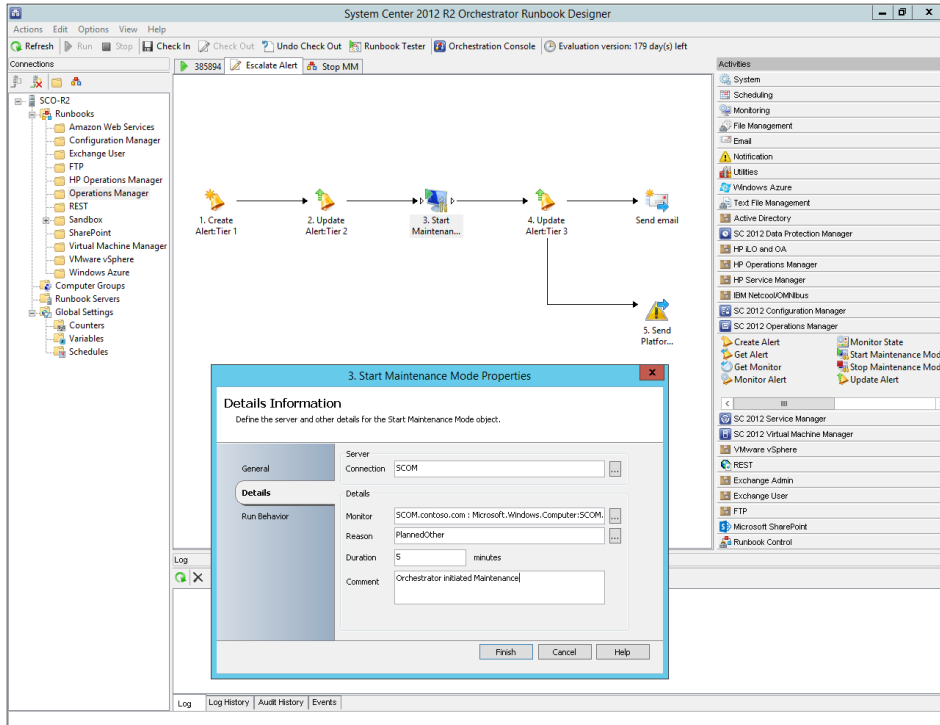 System Center 2012 R2 Orchestrator Runbook Designer
Actions Edit Options View Help
Refresh Run Stop Check In Check Out Undo Check Out Runbook Tester Orchestration Console Evaluation version: 179 day(s) left
Connections
SCO-R2
Runbooks
Amazon Web Services
Configuration Manager
Exchange User
FTP
HP Operations Manager
Operations Manager
REST
Sandbox
SharePoint
Virtual Machine Manager
VMware vSphere
Windows Azure
Computer Groups
Runbook Servers
Global Settings
Counters
Variables
Schedules
385894 Escalate Alert Stop MM
1. Create
Alert:Tier 1
2. Update
Alert:Tier 2
3. Start
Maintenan...
4. Update
Alert:Tier 3
Send email
5. Send
Platfor...
Activities
System
Scheduling
Monitoring
File Management
Email
Notification
Utilities
Windows Azure
Text File Management
Active Directory
SC 2012 Data Protection Manager
HP iLO and OA
HP Operations Manager
HP Service Manager
IBM Netcool/OMNIbus
SC 2012 Configuration Manager
SC 2012 Operations Manager
Create Alert Monitor State
Get Alert Start Maintenance Mod
Get Monitor Stop Maintenance Mod
Monitor Alert Update Alert
SC 2012 Service Manager
SC 2012 Virtual Machine Manager
VMware vSphere
REST
Exchange Admin
Exchange User
FTP
Microsoft SharePoint
Runbook Control
3. Start Maintenance Mode Properties
Details Information
Define the server and other details for the Start Maintenance Mode object.
General
Details
Run Behavior
Server
Connection SCOM ...
Details
Monitor SCOM.contoso.com : Microsoft.Windows.Computer:SCOM. ...
Reason PlannedOther ...
Duration 5 minutes
Comment Orchestrator initiated Maintenance
Finish Cancel Help
Log
Log Log History Audit History Events